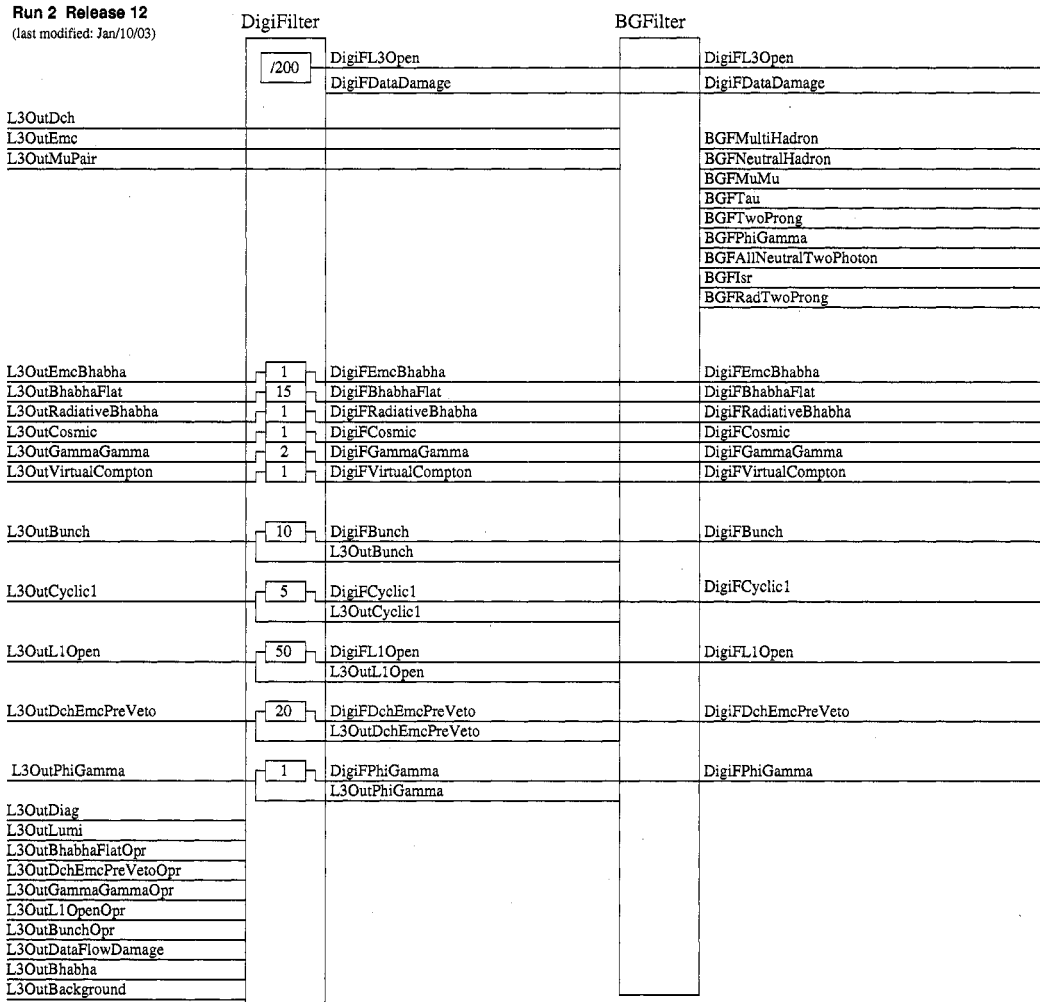 Run 2 Release 12
(last modified: Jan/10/03)
DigiFilter
BGFilter
/200
DigiFL3Open
DigiFL3Open
DigiFDataDamage
DigiFDataDamage
L3OutDch
L3OutEmc
BGFMultiHadron
L3OutMuPair
BGFNeutralHadron
BGFMuMu
BGFTau
BGFTwoProng
BGFPhiGamma
BGFAllNeutralTwoPhoton
BGFIsr
BGFRadTwoProng
L3OutEmcBhabha 1 DigiFEmcBhabha DigiFEmcBhabha
L3OutBhabhaFlat 15 DigiFBhabhaFlat DigiFBhabhaFlat
L3OutRadiativeBhabha 1 DigiFRadiativeBhabha DigiFRadiativeBhabha
L3OutCosmic 1 DigiFCosmic DigiFCosmic
L3OutGammaGamma 2 DigiFGammaGamma DigiFGammaGamma
L3OutVirtualCompton 1 DigiFVirtualCompton DigiFVirtualCompton
L3OutBunch 10 DigiFBunch DigiFBunch
L3OutBunch
L3OutCyclic1 5 DigiFCyclic1 DigiFCyclic1
L3OutCyclic1
L3OutL1Open 50 DigiFL1Open DigiFL1Open
L3OutL1Open
L3OutDchEmcPreVeto 20 DigiFDchEmcPreVeto DigiFDchEmcPreVeto
L3OutDchEmcPreVeto
L3OutPhiGamma 1 DigiFPhiGamma DigiFPhiGamma
L3OutPhiGamma
L3OutDiag
L3OutLumi
L3OutBhabhaFlatOpr
L3OutDchEmcPreVetoOpr
L3OutGammaGammaOpr
L3OutL1OpenOpr
L3OutBunchOpr
L3OutDataFlowDamage
L3OutBhabha
L3OutBackground